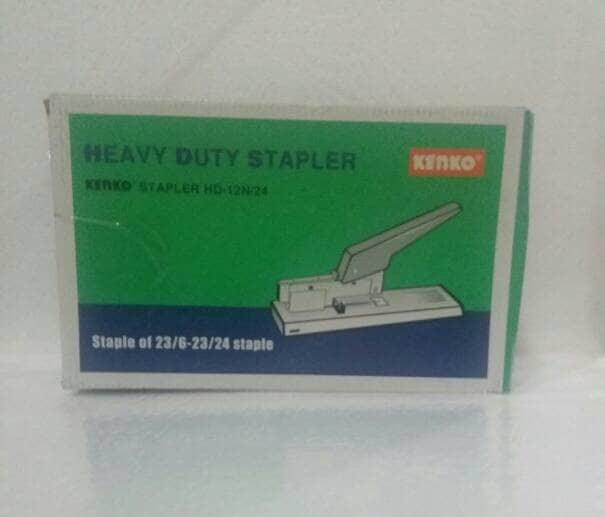 HEAVY DUTY STAPLER
KENKO
KENKO STAPLER HD-12N/24
Staple of 23/6-23/24 staple